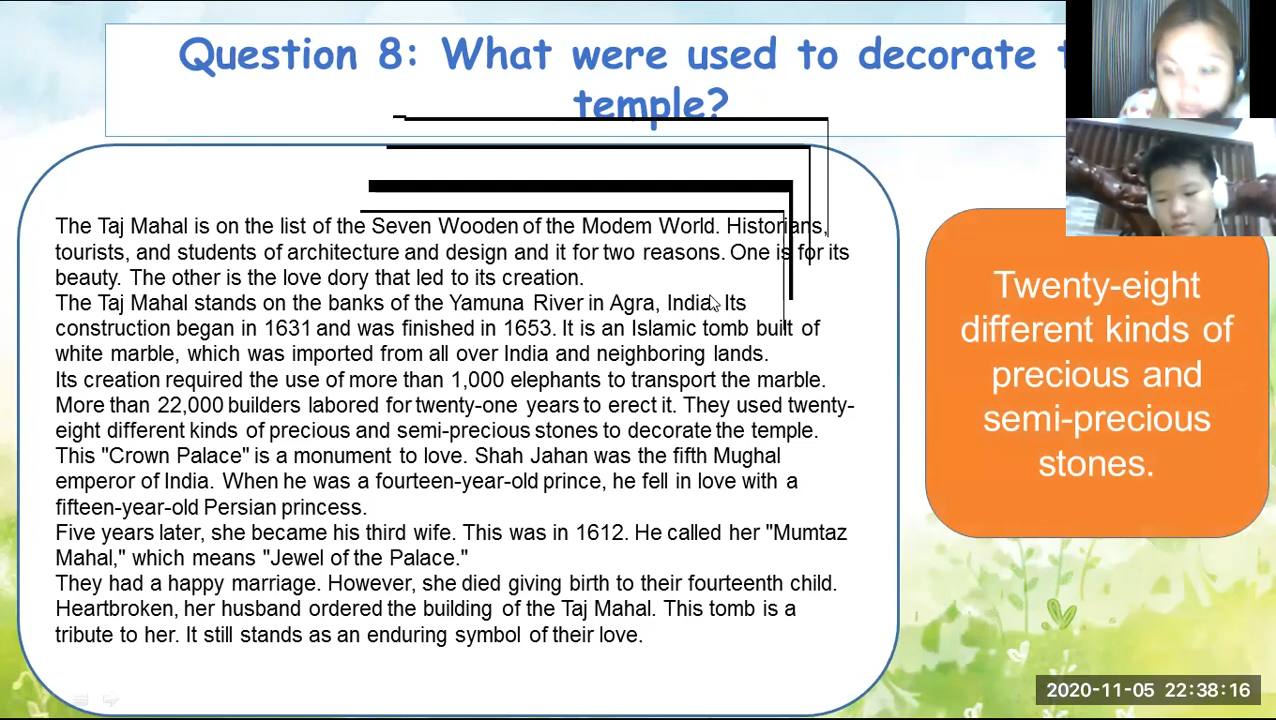 Question 8: What were used to decorate t
temple?
The Taj Mahal is on the list of the Seven Wooden of the Modem World. Historians,
tourists, and students of architecture and design and it for two reasons. One is for its
beauty. The other is the love dory that led to its creation.
The Taj Mahal stands on the banks of the Yamuna River in Agra, India. Its
construction began in 1631 and was finished in 1653. It is an Islamic tomb built of
white marble, which was imported from all over India and neighboring lands.
Its creation required the use of more than 1,000 elephants to transport the marble.
More than 22,000 builders labored for twenty-one years to erect it. They used twenty-
eight different kinds of precious and semi-precious stones to decorate the temple.
This "Crown Palace" is a monument to love. Shah Jahan was the fifth Mughal
emperor of India. When he was a fourteen-year-old prince, he fell in love with a
fifteen-year-old Persian princess.
Five years later, she became his third wife. This was in 1612. He called her "Mumtaz
Mahal," which means "Jewel of the Palace."
They had a happy marriage. However, she died giving birth to their fourteenth child.
Heartbroken, her husband ordered the building of the Taj Mahal. This tomb is a
tribute to her. It still stands as an enduring symbol of their love.
Twenty-eight
different kinds of
precious and
semi-precious
stones.
2020-11-05 22:38:16